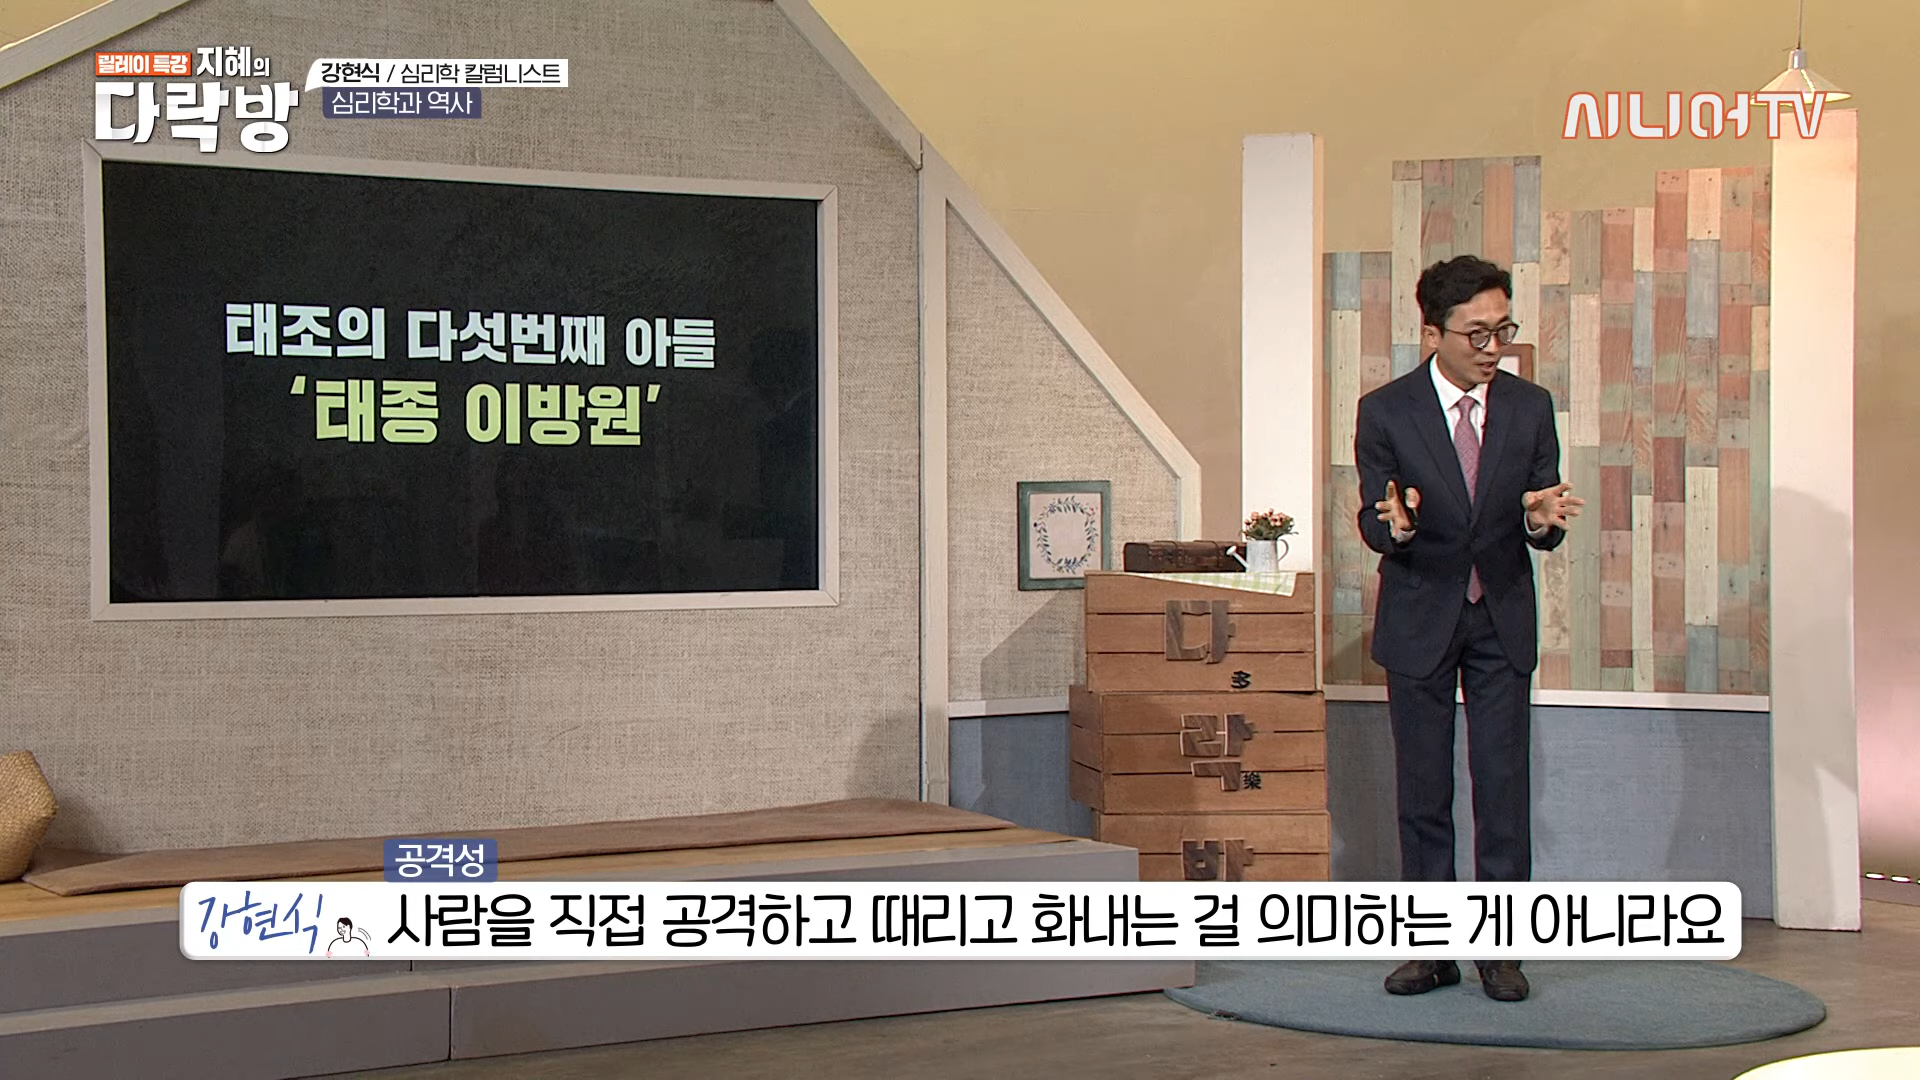 릴레이 특강 지혜의
다락방
강현식 / 심리학 칼럼니스트
심리학과 역사
시니어TV
태조의 다섯번째 아들
‘태종 이방원’
다
多
락
樂
방
공격성
강현식 사람을 직접 공격하고 때리고 화내는 걸 의미하는 게 아니라요